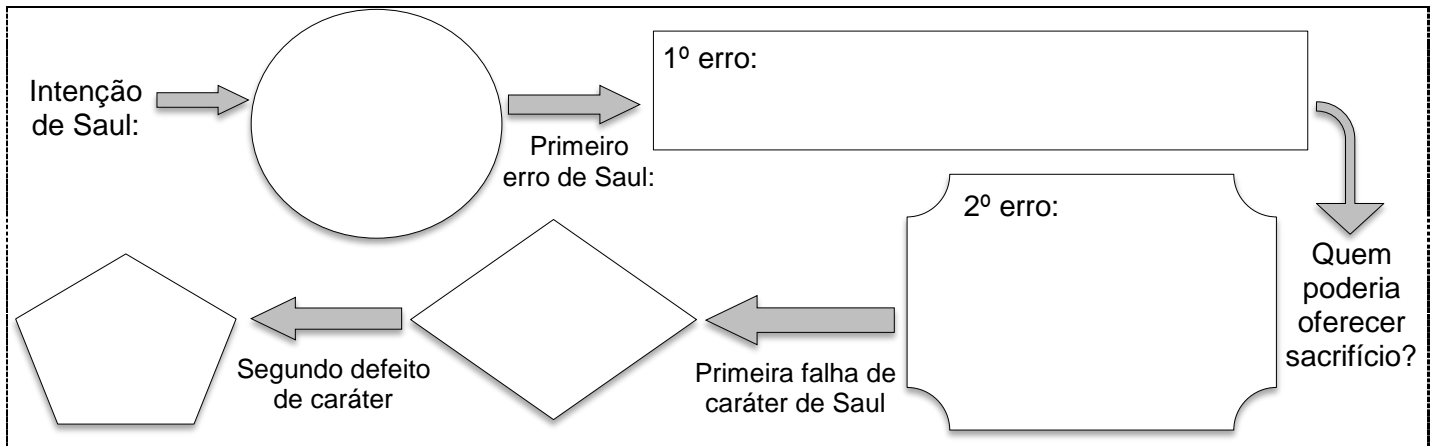 Intenção
de Saul:
Primeiro
erro de Saul:
1º erro:
Quem
poderia
oferecer
sacrifício?
2º erro:
Primeira falha de
caráter de Saul
Segundo defeito
de caráter